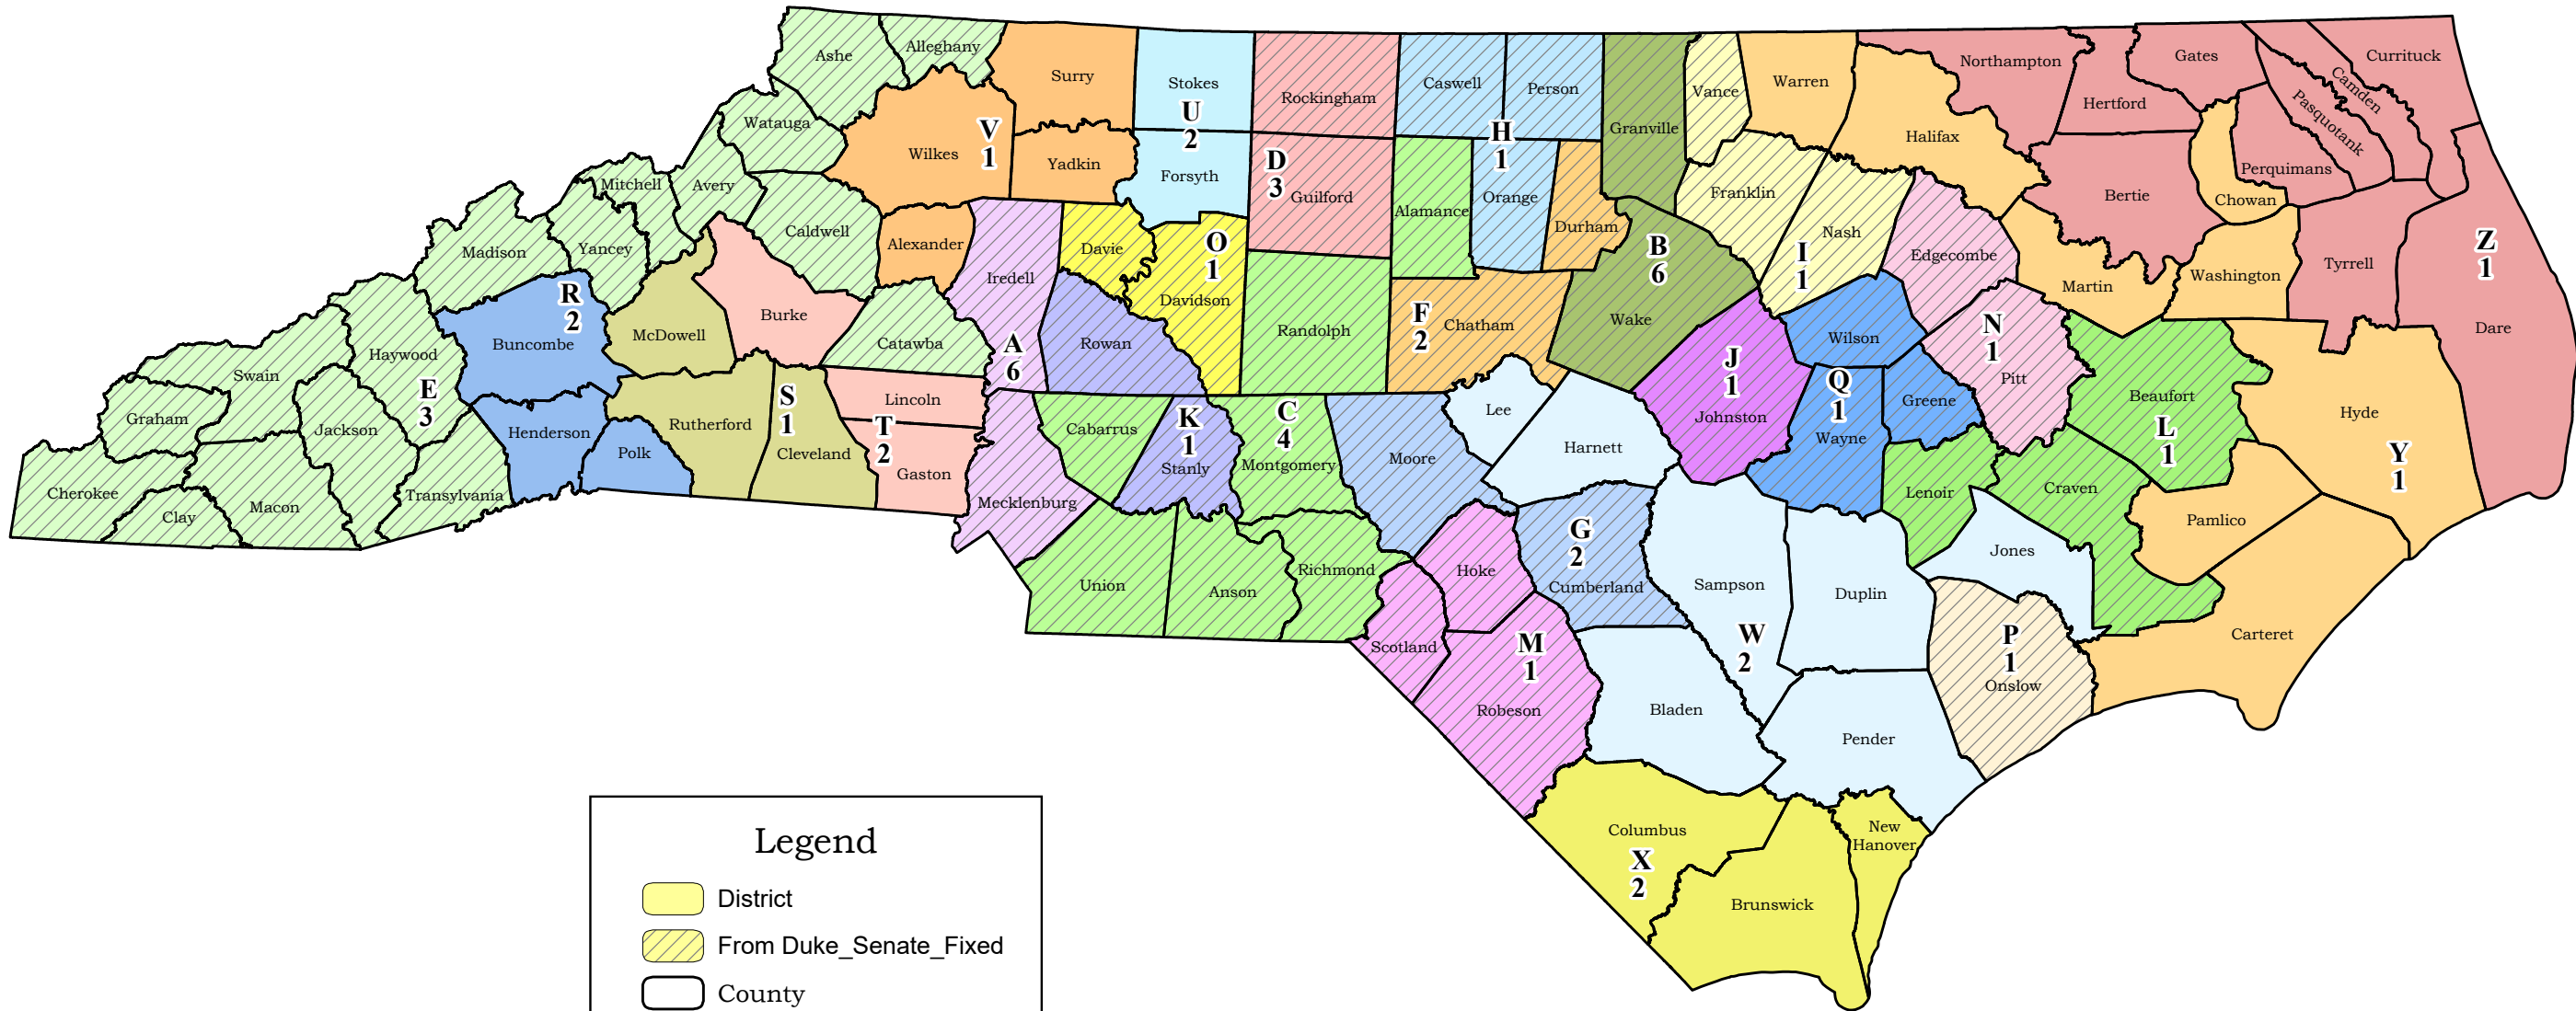 Ashe
Alleghany
Surry
Stokes
Rockingham
Caswell
Person
Granville
Vance
Warren
Northampton
Gates
Currituck
Camden
Pasquotank
Hertford
Halifax
Perquimans
Bertie
Chowan
Watauga
Wilkes
V
1
Yadkin
U
2
Forsyth
D
3
Guilford
H
1
Alamance
Orange
Durham
Franklin
Nash
I
1
Edgecombe
Martin
Washington
Tyrrell
Z
1
Dare
Mitchell
Avery
Caldwell
Alexander
Iredell
Davie
O
1
Davidson
Randolph
F
2
Chatham
B
6
Wake
Madison
Yancey
R
2
Buncombe
McDowell
Burke
Catawba
A
6
Rowan
J
1
Johnston
Wilson
Q
1
Wayne
Greene
N
1
Pitt
Beaufort
L
1
Hyde
Y
1
Haywood
E
3
Swain
Graham
Jackson
Henderson
Polk
Rutherford
S
1
Cleveland
Lincoln
T
2
Gaston
Cabarrus
K
1
Stanly
C
4
Montgomery
Moore
Lee
Harnett
Lenoir
Craven
Pamlico
Cherokee
Clay
Macon
Transylvania
Mecklenburg
Union
Anson
Richmond
Hoke
G
2
Cumberland
Sampson
Duplin
Jones
Scotland
M
1
Robeson
W
2
Bladen
Pender
P
1
Onslow
Carteret
Columbus
X
2
Brunswick
New
Hanover
Legend
District
From Duke_Senate_Fixed
County